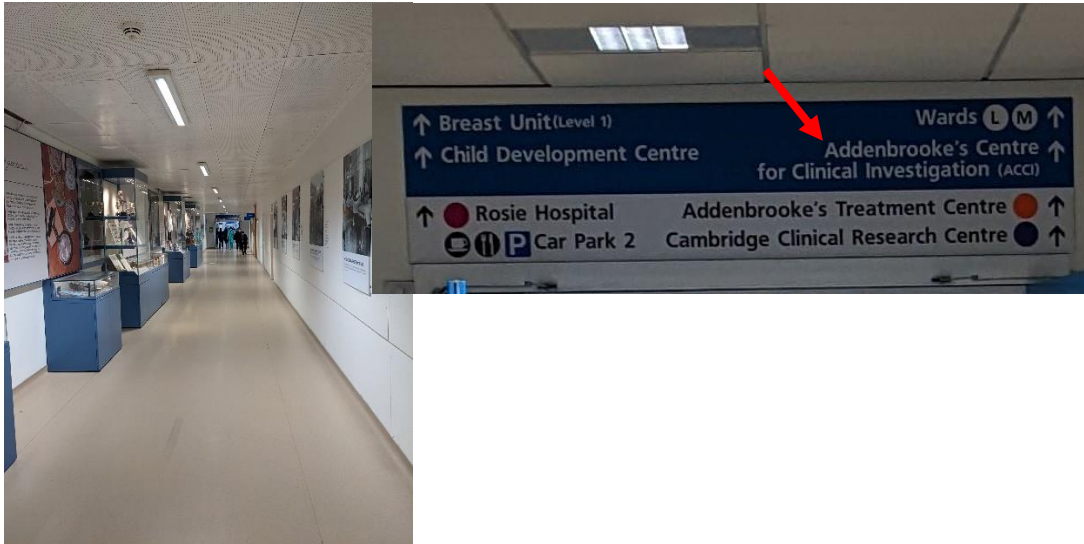 Breast Unit (Level 1)
Child Development Centre
Wards L M
Addenbrooke's Centre
for Clinical Investigation (ACCI)
Rosie Hospital
P Car Park 2
Addenbrooke's Treatment Centre
Cambridge Clinical Research Centre